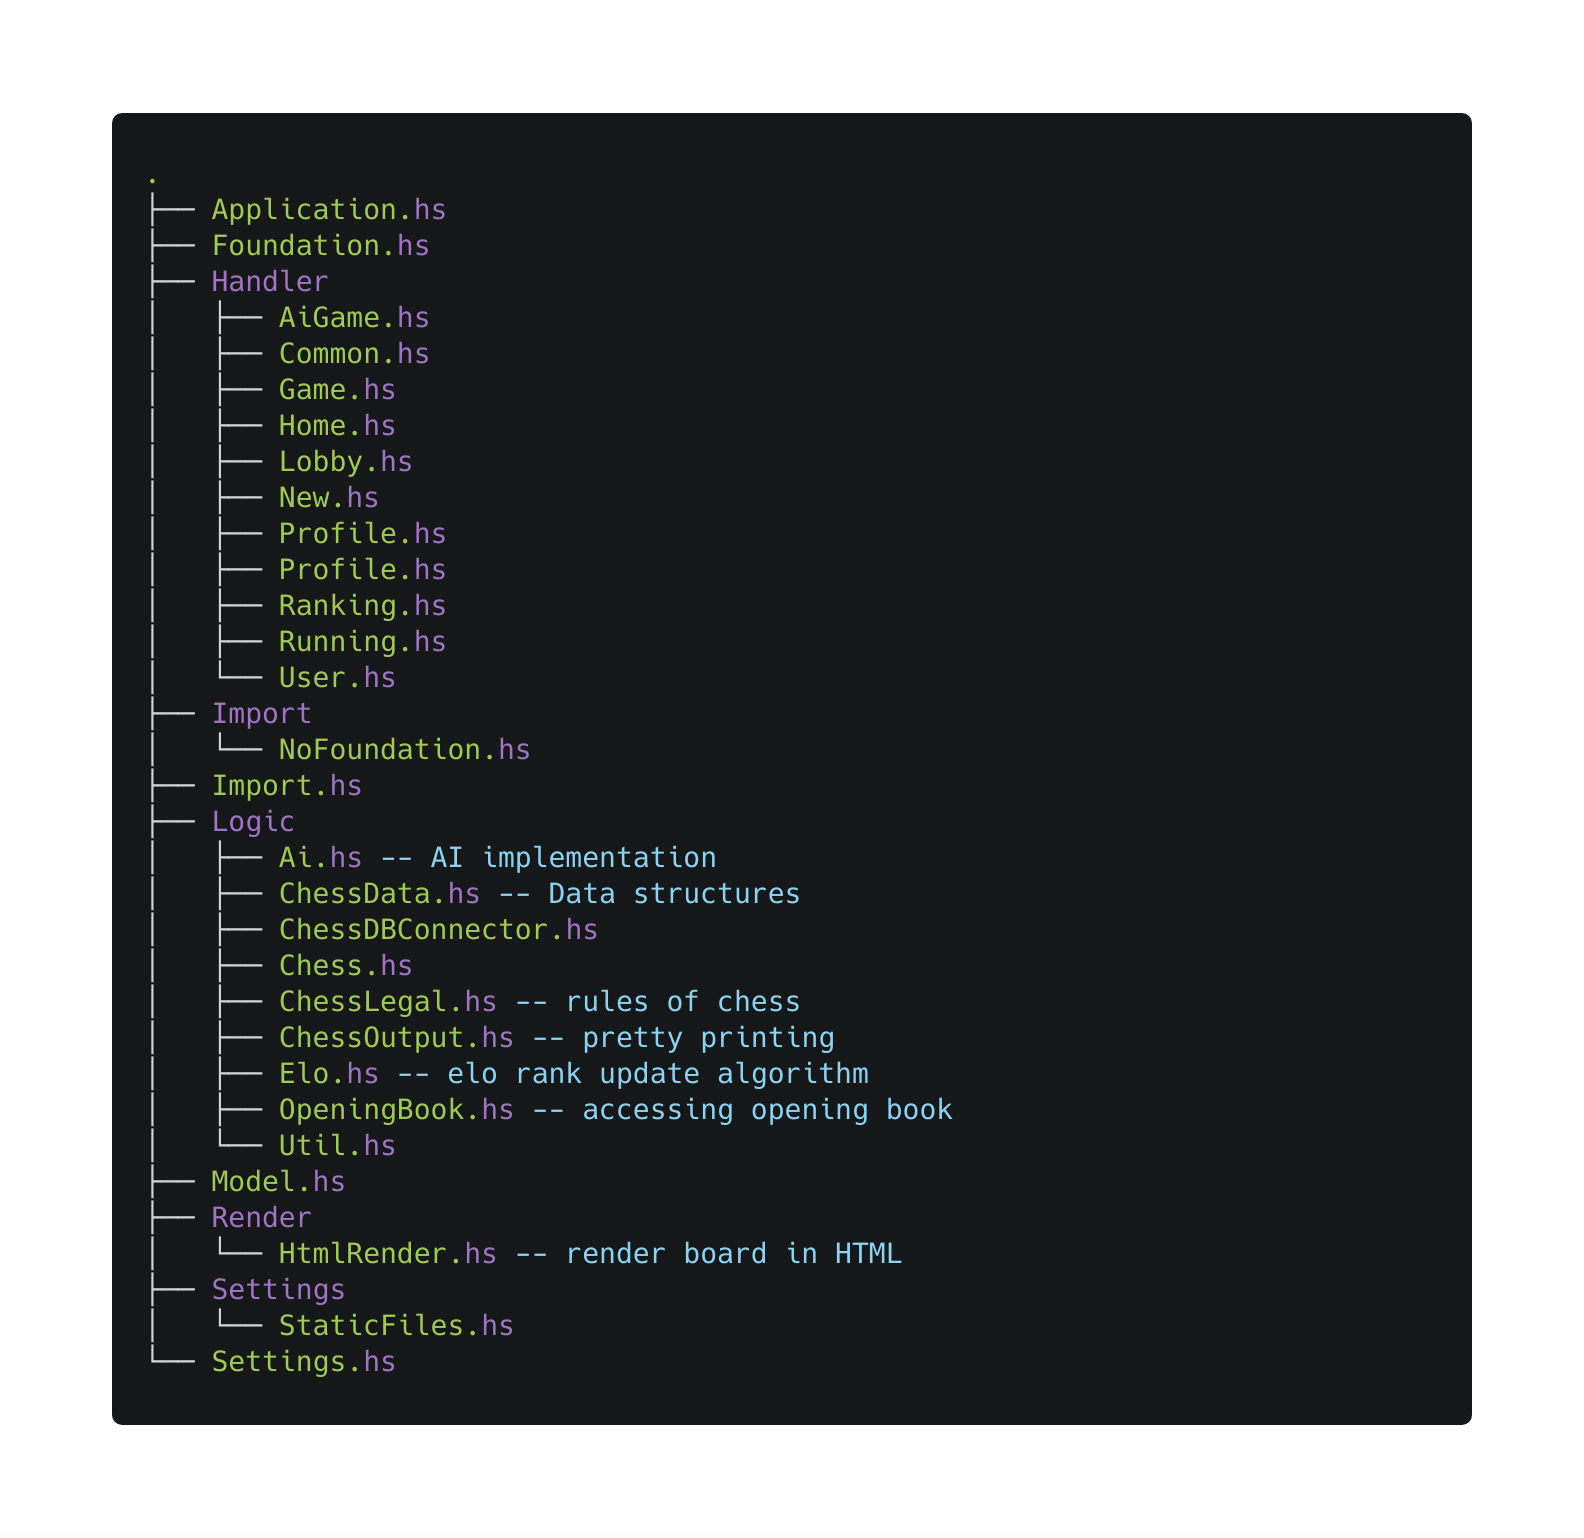 .
├── Application.hs
├── Foundation.hs
├── Handler
│   ├── AiGame.hs
│   ├── Common.hs
│   ├── Game.hs
│   ├── Home.hs
│   ├── Lobby.hs
│   ├── New.hs
│   ├── Profile.hs
│   ├── Profile.hs
│   ├── Ranking.hs
│   ├── Running.hs
│   └── User.hs
├── Import
│   └── NoFoundation.hs
├── Import.hs
├── Logic
│   ├── Ai.hs -- AI implementation
│   ├── ChessData.hs -- Data structures
│   ├── ChessDBConnector.hs
│   ├── Chess.hs
│   ├── ChessLegal.hs -- rules of chess
│   ├── ChessOutput.hs -- pretty printing
│   ├── Elo.hs -- elo rank update algorithm
│   ├── OpeningBook.hs -- accessing opening book
│   └── Util.hs
├── Model.hs
├── Render
│   └── HtmlRender.hs -- render board in HTML
├── Settings
│   └── StaticFiles.hs
└── Settings.hs